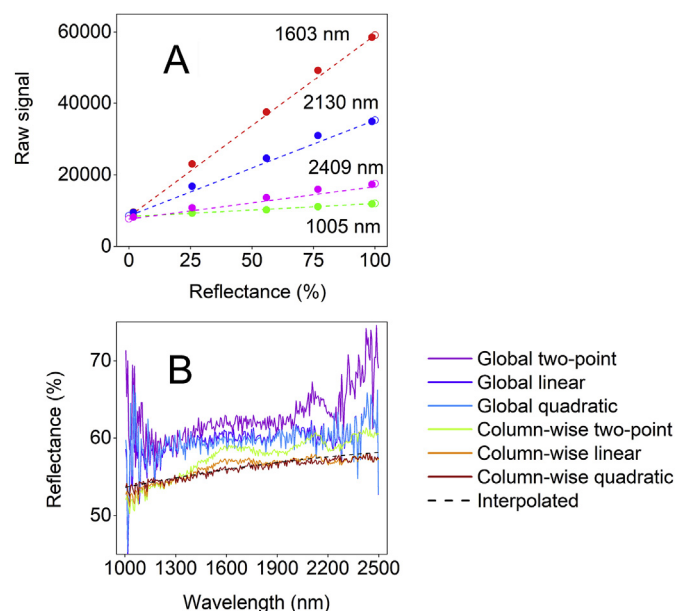 A
60000
40000
20000
0
Raw signal
1603 nm
2130 nm
2409 nm
1005 nm
0 25 50 75 100
Reflectance (%)
B
70
60
50
Reflectance (%)
1000 1300 1600 1900 2200 2500
Wavelength (nm)
Global two-point
Global linear
Global quadratic
Column-wise two-point
Column-wise linear
Column-wise quadratic
Interpolated